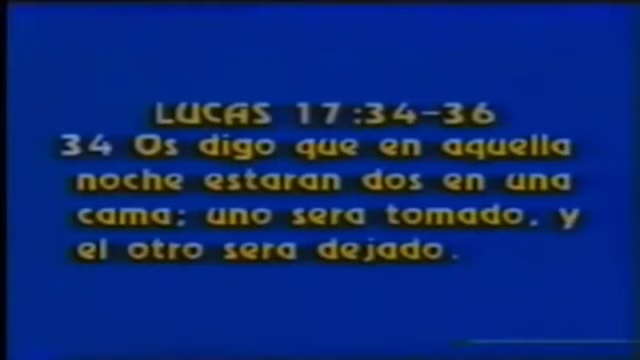 LUCAS 17:34-36
34 Os digo que en aquella
noche estaran dos en una
cama; uno sera tomado, y
el otro sera dejado.